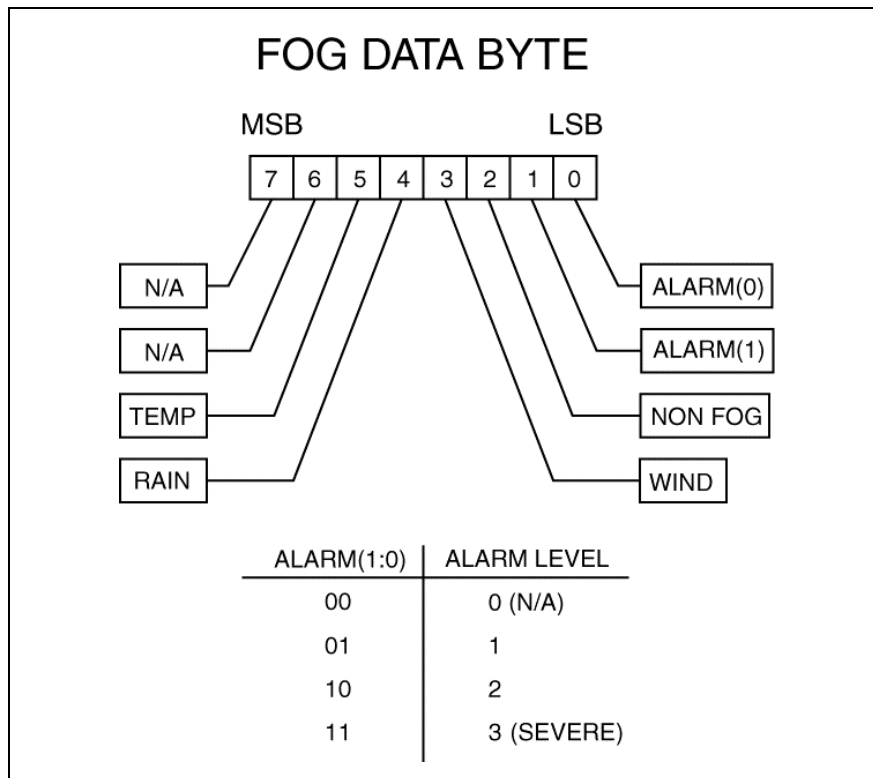 FOG DATA BYTE
MSB LSB
7 6 5 4 3 2 1 0
N/A ALARM(0)
N/A ALARM(1)
TEMP NON FOG
RAIN WIND
ALARM(1:0) ALARM LEVEL
00 0 (N/A)
01 1
10 2
11 3 (SEVERE)